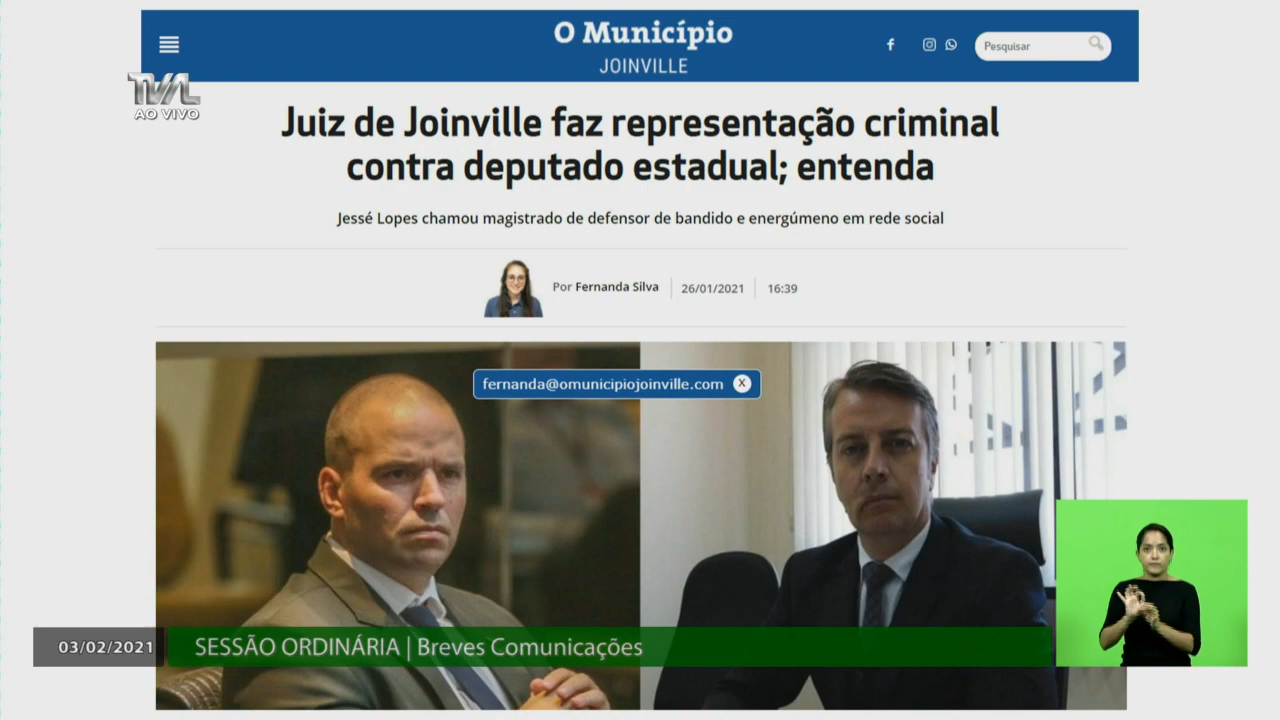 O Município
JOINVILLE
Pesquisar
TVAL
AO VIVO
Juiz de Joinville faz representação criminal
contra deputado estadual; entenda
Jessé Lopes chamou magistrado de defensor de bandido e energúmeno em rede social
Por Fernanda Silva
26/01/2021
16:39
fernanda@omunicipiojoinville.com X
03/02/2021
SESSÃO ORDINÁRIA | Breves Comunicações